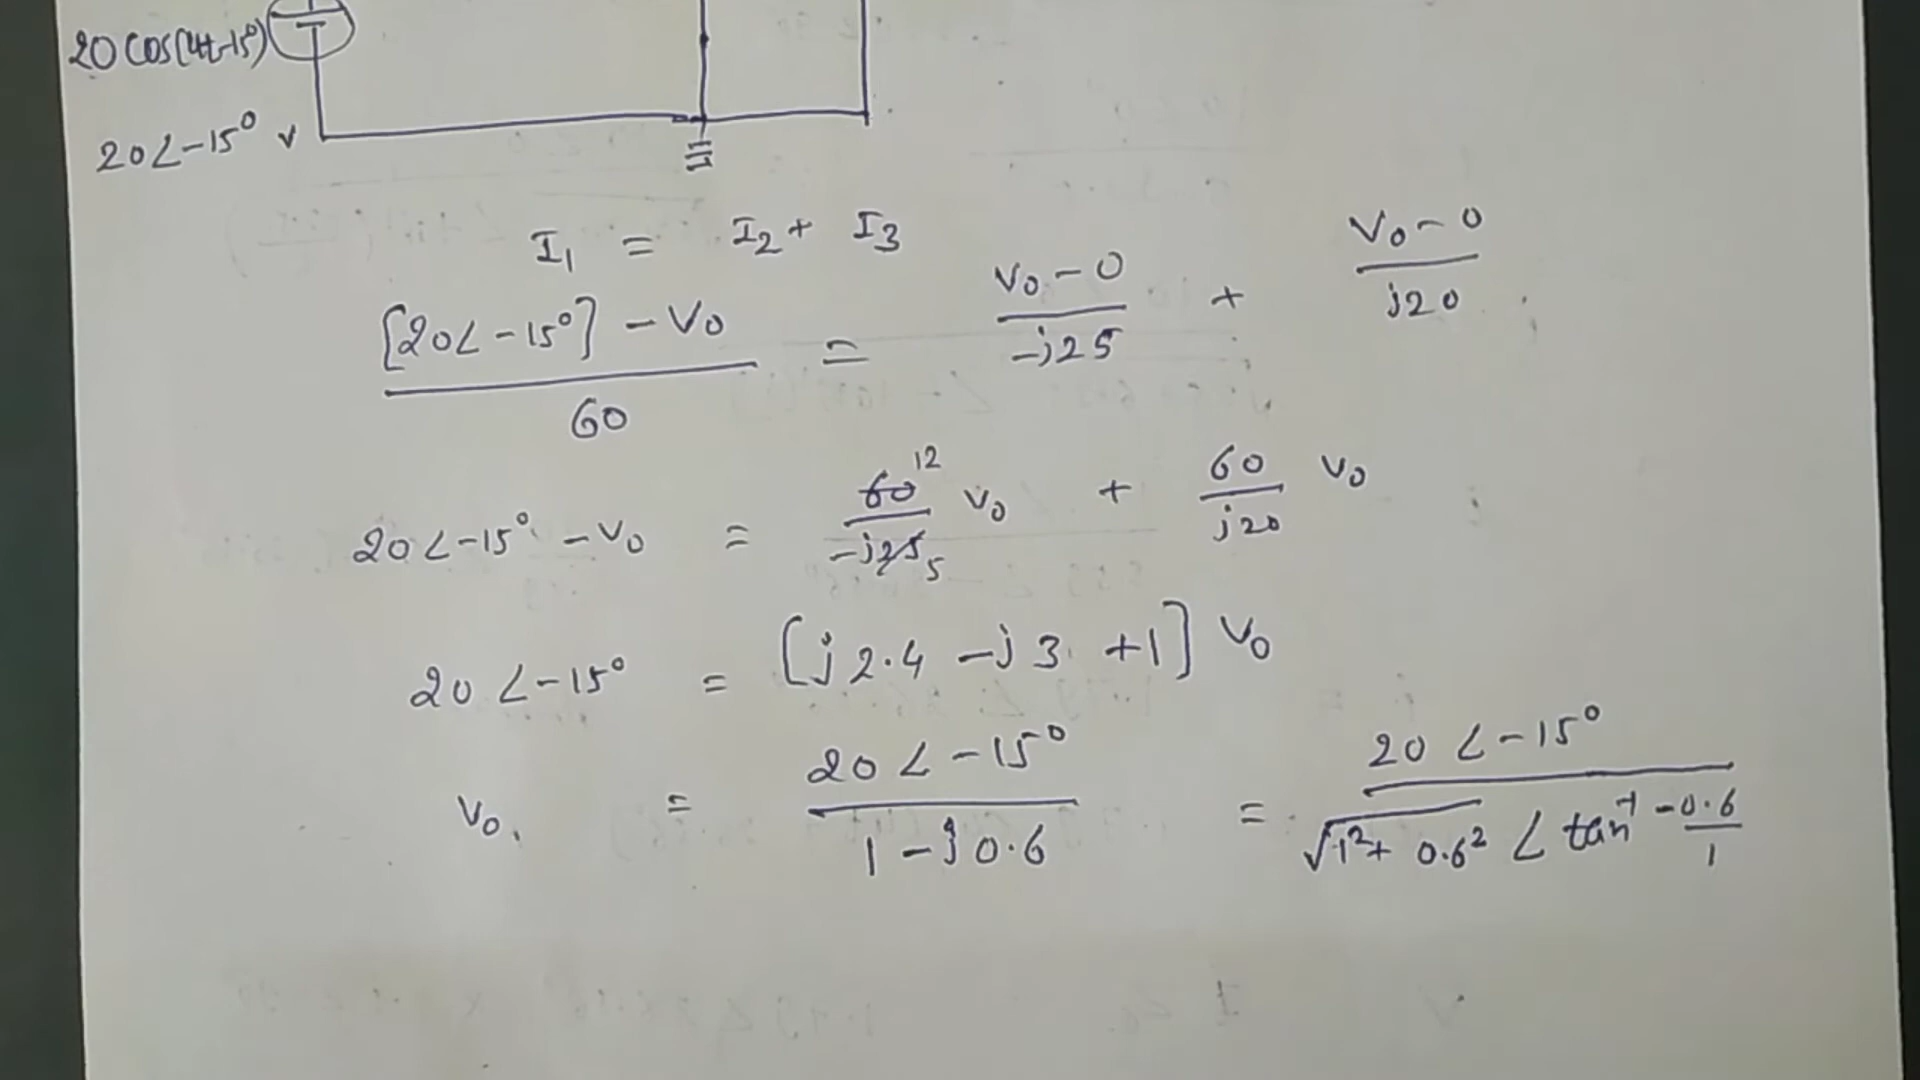 20 cos(4t-15°)
20∠-15° V
I₁ = I₂ + I₃
[20∠-15°] - V₀ / 60 = V₀-0 / -j25 + V₀-0 / j20
20∠-15° - V₀ = 60 12 / -j25 5 V₀ + 60 / j20 V₀
20∠-15° = [j2.4 - j3 + 1] V₀
V₀ = 20∠-15° / 1-j0.6 = 20∠-15° / √1²+0.6² ∠tan⁻¹ -0.6/1